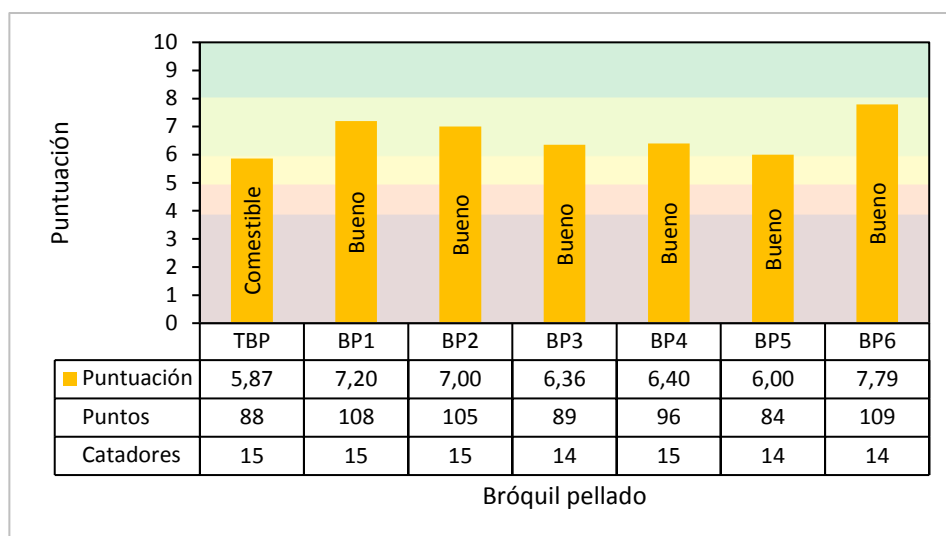 10
9
8
7
6
5
4
3
2
1
0
Puntuación
Comestible
Bueno
Bueno
Bueno
Bueno
Bueno
Bueno
TBP BP1 BP2 BP3 BP4 BP5 BP6
Puntuación 5,87 7,20 7,00 6,36 6,40 6,00 7,79
Puntos 88 108 105 89 96 84 109
Catadores 15 15 15 14 15 14 14
Bróquil pellado